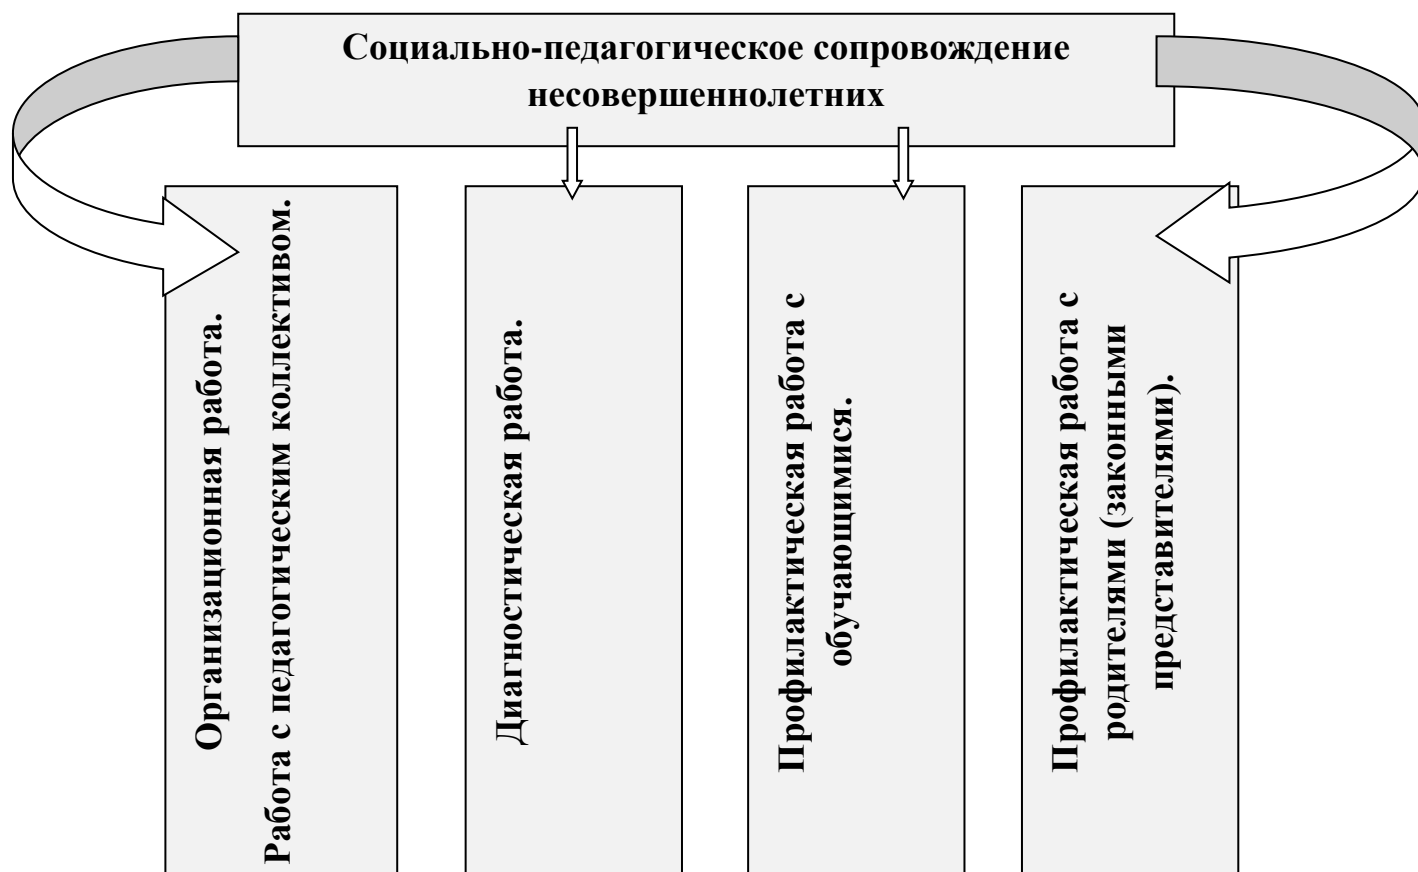 Социально-педагогическое сопровождение
несовершеннолетних
Организационная работа.
Работа с педагогическим коллективом.
Диагностическая работа.
Профилактическая работа с
обучающимися.
Профилактическая работа с
родителями (законными
представителями).